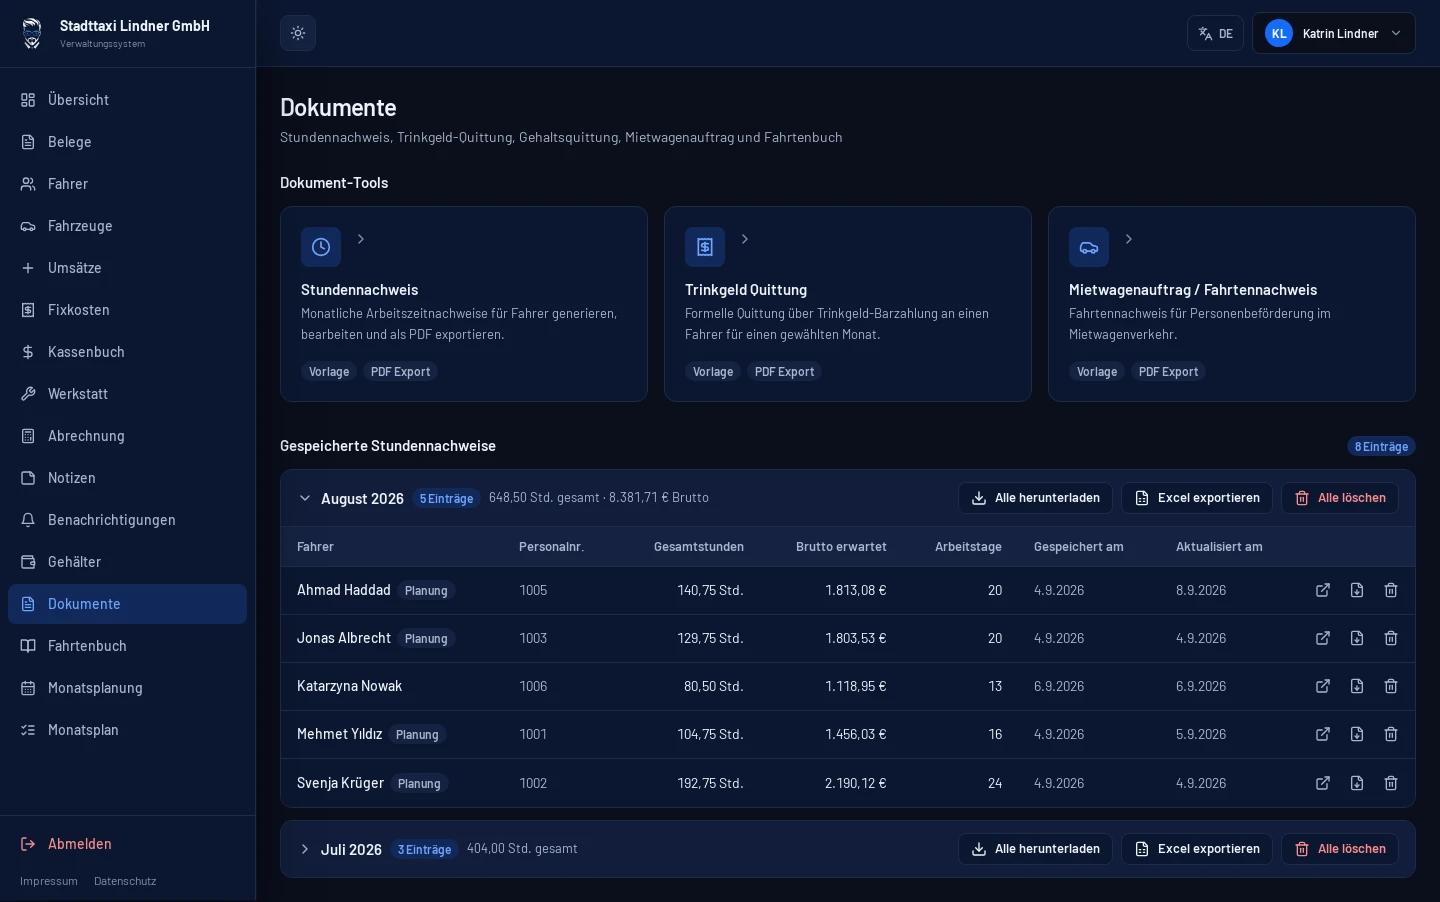 Stadttaxi Lindner GmbH
Verwaltungssystem
Übersicht
Belege
Fahrer
Fahrzeuge
Umsätze
Fixkosten
Kassenbuch
Werkstatt
Abrechnung
Notizen
Benachrichtigungen
Gehälter
Dokumente
Fahrtenbuch
Monatsplanung
Monatsplan
Abmelden
Impressum Datenschutz
DE
KL Katrin Lindner
Dokumente
Stundennachweis, Trinkgeld-Quittung, Gehaltsquittung, Mietwagenauftrag und Fahrtenbuch
Dokument-Tools
Stundennachweis
Monatliche Arbeitszeitnachweise für Fahrer generieren,
bearbeiten und als PDF exportieren.
Vorlage PDF Export
Trinkgeld Quittung
Formelle Quittung über Trinkgeld-Barzahlung an einen
Fahrer für einen gewählten Monat.
Vorlage PDF Export
Mietwagenauftrag / Fahrtennachweis
Fahrtennachweis für Personenbeförderung im
Mietwagenverkehr.
Vorlage PDF Export
Gespeicherte Stundennachweise 8 Einträge
August 2026 5 Einträge 648,50 Std. gesamt · 8.381,71 € Brutto Alle herunterladen Excel exportieren Alle löschen
Fahrer Personalnr. Gesamtstunden Brutto erwartet Arbeitstage Gespeichert am Aktualisiert am
Ahmad Haddad Planung 1005 140,75 Std. 1.813,08 € 20 4.9.2026 8.9.2026
Jonas Albrecht Planung 1003 129,75 Std. 1.803,53 € 20 4.9.2026 4.9.2026
Katarzyna Nowak 1006 80,50 Std. 1.118,95 € 13 6.9.2026 6.9.2026
Mehmet Yıldız Planung 1001 104,75 Std. 1.456,03 € 16 4.9.2026 5.9.2026
Svenja Krüger Planung 1002 192,75 Std. 2.190,12 € 24 4.9.2026 4.9.2026
Juli 2026 3 Einträge 404,00 Std. gesamt Alle herunterladen Excel exportieren Alle löschen